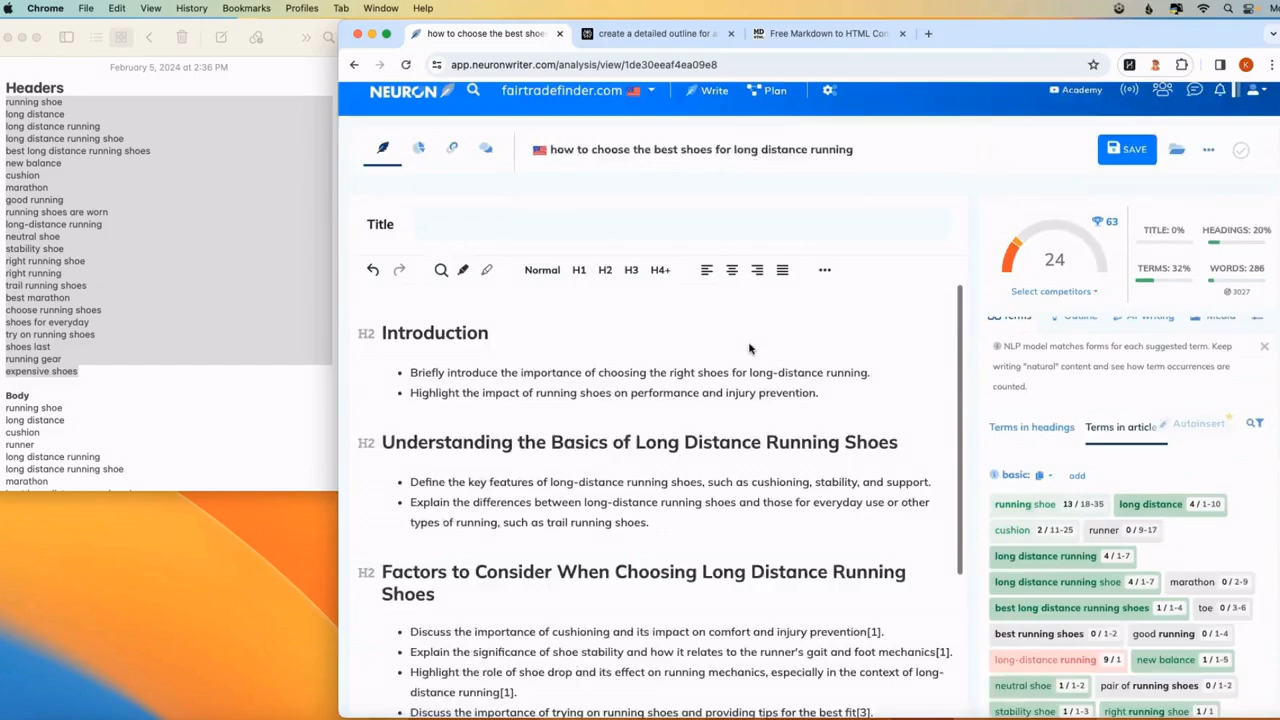 Chrome File Edit View History Bookmarks Profiles Tab Window Help
how to choose the best shoe
create a detailed outline for a
MD HTML
Free Markdown to HTML Con
app.neuronwriter.com/analysis/view/1de30eeaf4ea09e8
February 5, 2024 at 2:36 PM
Headers
running shoe
long distance
long distance running
long distance running shoe
best long distance running shoes
new balance
cushion
marathon
good running
running shoes are worn
long-distance running
neutral shoe
stability shoe
right running shoe
right running
trail running shoes
best marathon
choose running shoes
shoes for everyday
try on running shoes
shoes last
running gear
expensive shoes
Body
running shoe
long distance
cushion
runner
long distance running
long distance running shoe
marathon
NEURON
fairtradefinder.com
Write
Plan
Academy
how to choose the best shoes for long distance running
SAVE
Title
Normal H1 H2 H3 H4+
H2 Introduction
• Briefly introduce the importance of choosing the right shoes for long-distance running.
• Highlight the impact of running shoes on performance and injury prevention.
H2 Understanding the Basics of Long Distance Running Shoes
• Define the key features of long-distance running shoes, such as cushioning, stability, and support.
• Explain the differences between long-distance running shoes and those for everyday use or other
types of running, such as trail running shoes.
H2 Factors to Consider When Choosing Long Distance Running
Shoes
• Discuss the importance of cushioning and its impact on comfort and injury prevention[1].
• Explain the significance of shoe stability and how it relates to the runner's gait and foot mechanics[1].
• Highlight the role of shoe drop and its effect on running mechanics, especially in the context of long-
distance running[1].
• Discuss the importance of trying on running shoes and providing tips for the best fit[3].
63
24
Select competitors
TITLE: 0% HEADINGS: 20%
TERMS: 32% WORDS: 286
3027
Terms Outline AI writing Media
NLP model matches forms for each suggested term. Keep
writing "natural" content and see how term occurrences are
counted.
Terms in headings Terms in article Autoinsert
basic: add
running shoe 13 / 18-35 long distance 4 / 1-10
cushion 2 / 11-25 runner 0 / 9-17
long distance running 4 / 1-7
long distance running shoe 4 / 1-7 marathon 0 / 2-9
best long distance running shoes 1 / 1-4 toe 0 / 3-6
best running shoes 0 / 1-2 good running 0 / 1-4
long-distance running 9 / 1 new balance 1 / 1-5
neutral shoe 1 / 1-2 pair of running shoes 0 / 1-2
stability shoe 1 / 1-3 right running shoe 1 / 1